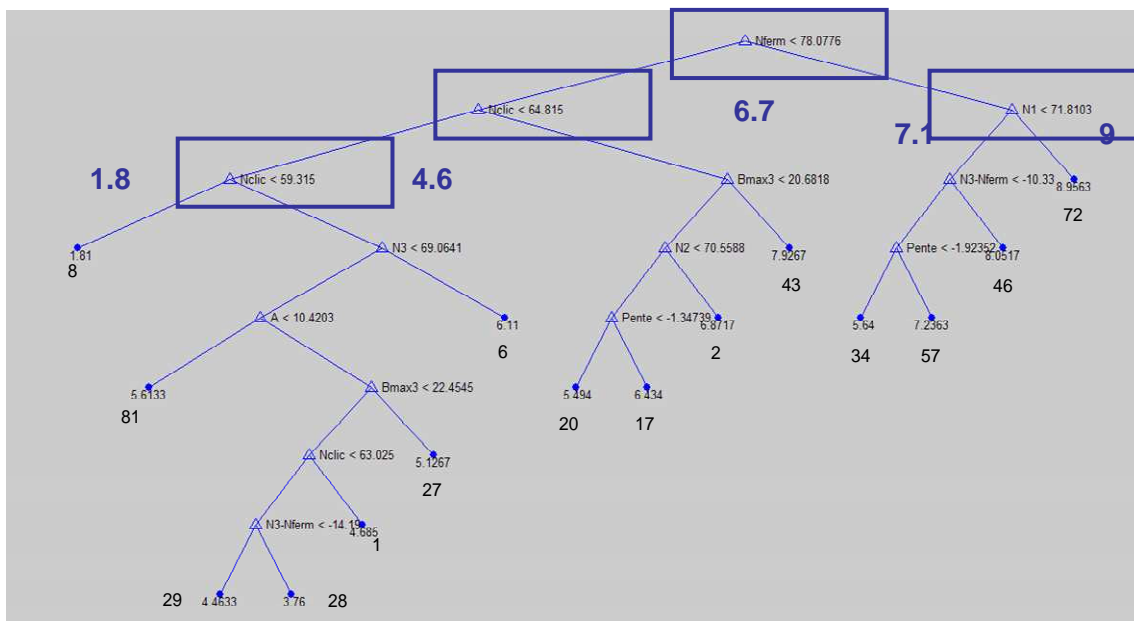 Nferm < 78.0776
Nclic < 64.815
6.7
N1 < 71.8103
7.1
9
1.8
Nclic < 59.315
4.6
Bmax3 < 20.6818
N3-Nferm < -10.33
8.9563
72
1.81
8
N3 < 69.0641
N2 < 70.5588
7.9267
43
Pente < -1.92352
8.0517
46
A < 10.4203
6.11
6
Pente < -1.34739
6.8717
2
5.64
34
7.2363
57
5.6133
81
Bmax3 < 22.4545
5.494
20
6.434
17
Nclic < 63.025
5.1267
27
N3-Nferm < -14.19
4.685
1
29
4.4633
3.76
28